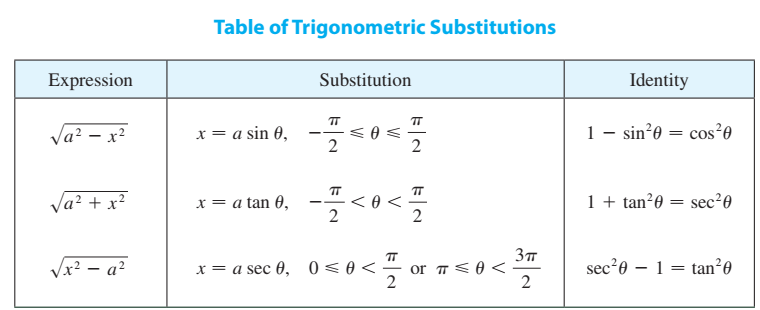 Table of Trigonometric Substitutions
Expression Substitution Identity
√(a² − x²) x = a sin θ, −π/2 ≤ θ ≤ π/2 1 − sin²θ = cos²θ
√(a² + x²) x = a tan θ, −π/2 < θ < π/2 1 + tan²θ = sec²θ
√(x² − a²) x = a sec θ, 0 ≤ θ < π/2 or π ≤ θ < 3π/2 sec²θ − 1 = tan²θ